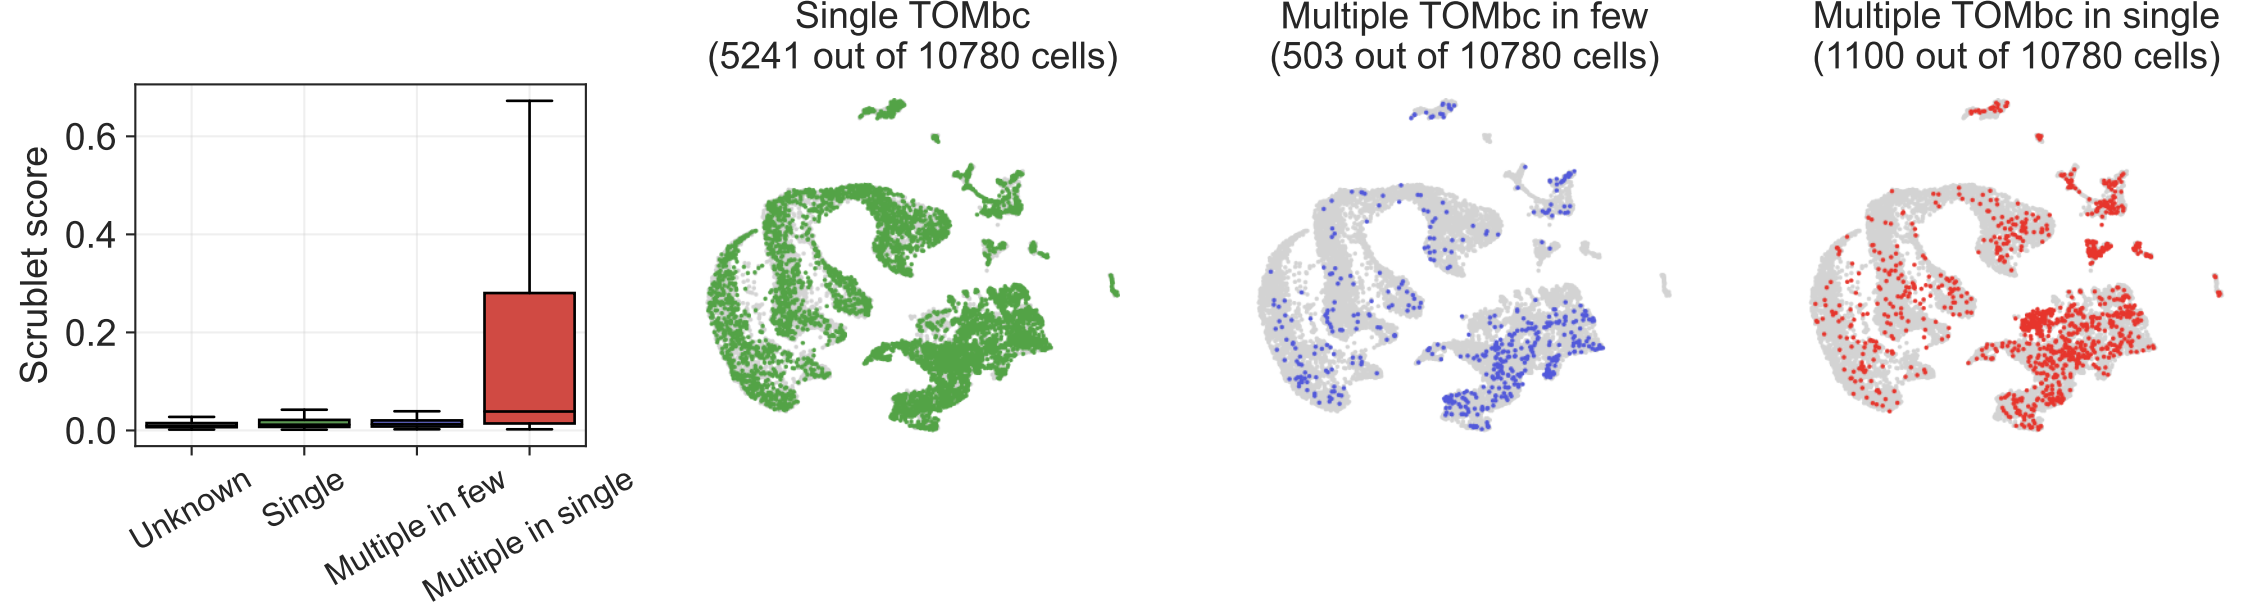 Single TOMbc
(5241 out of 10780 cells)
Multiple TOMbc in few
(503 out of 10780 cells)
Multiple TOMbc in single
(1100 out of 10780 cells)
Scrublet score
0.6
0.4
0.2
0.0
Unknown
Single
Multiple in few
Multiple in single